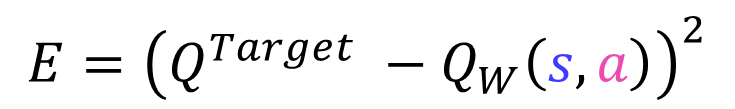 E = (Q^{Target} - Q_W(s, a))^2